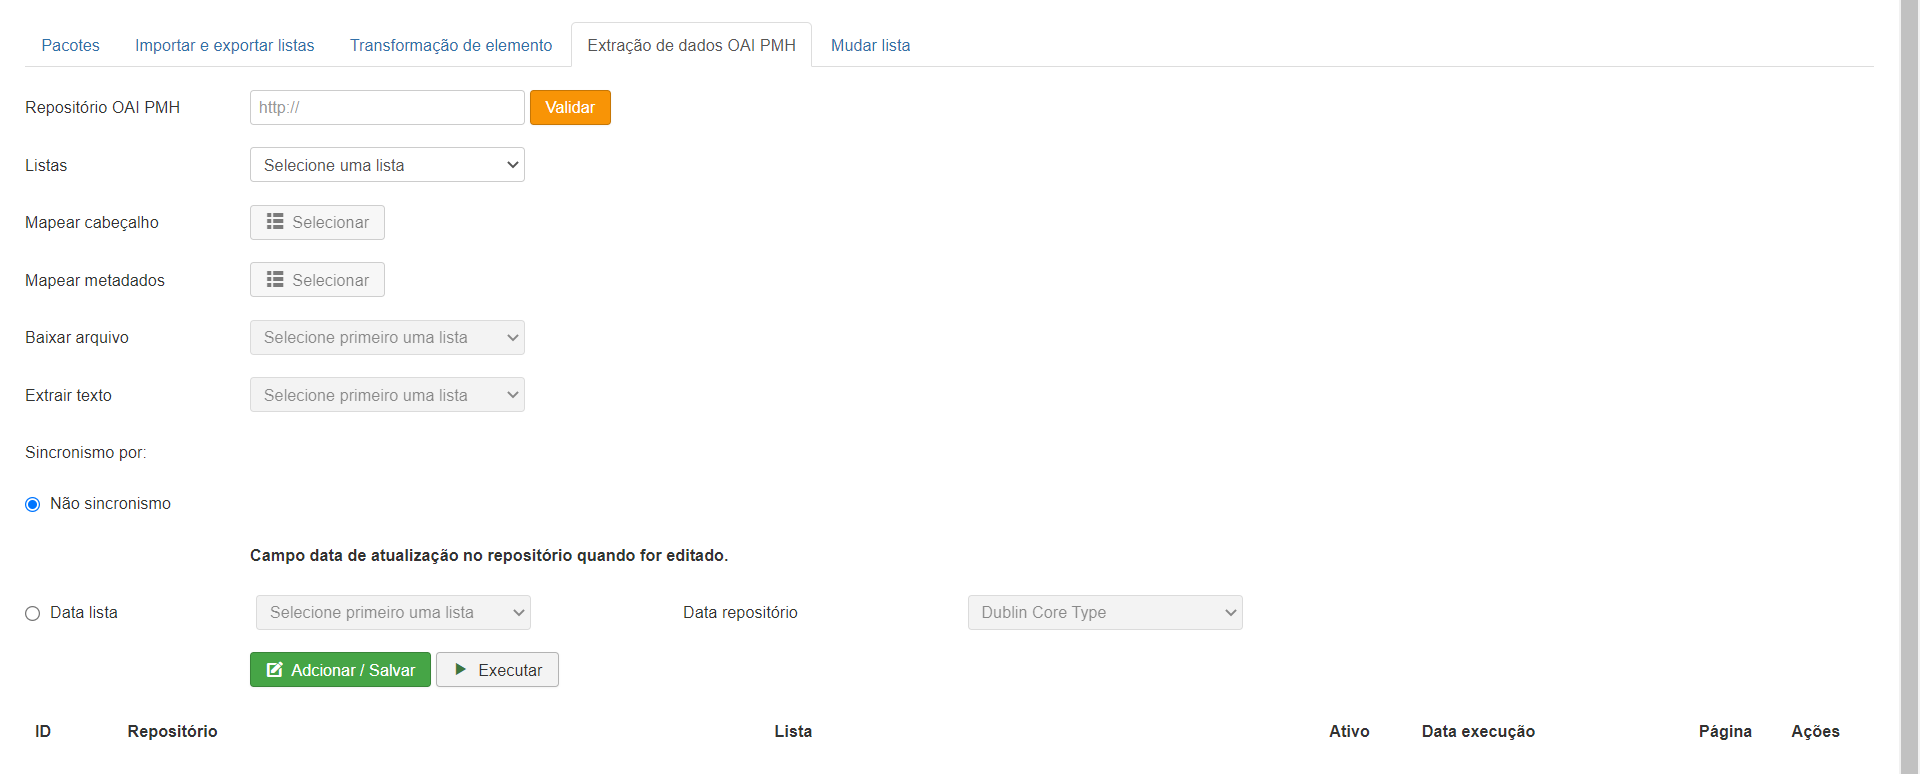 Pacotes Importar e exportar listas Transformação de elemento Extração de dados OAI PMH Mudar lista
Repositório OAI PMH http:// Validar
Listas Selecione uma lista
Mapear cabeçalho Selecionar
Mapear metadados Selecionar
Baixar arquivo Selecione primeiro uma lista
Extrair texto Selecione primeiro uma lista
Sincronismo por:
Não sincronismo
Campo data de atualização no repositório quando for editado.
Data lista Selecione primeiro uma lista Data repositório Dublin Core Type
Adcionar / Salvar Executar
ID Repositório Lista Ativo Data execução Página Ações